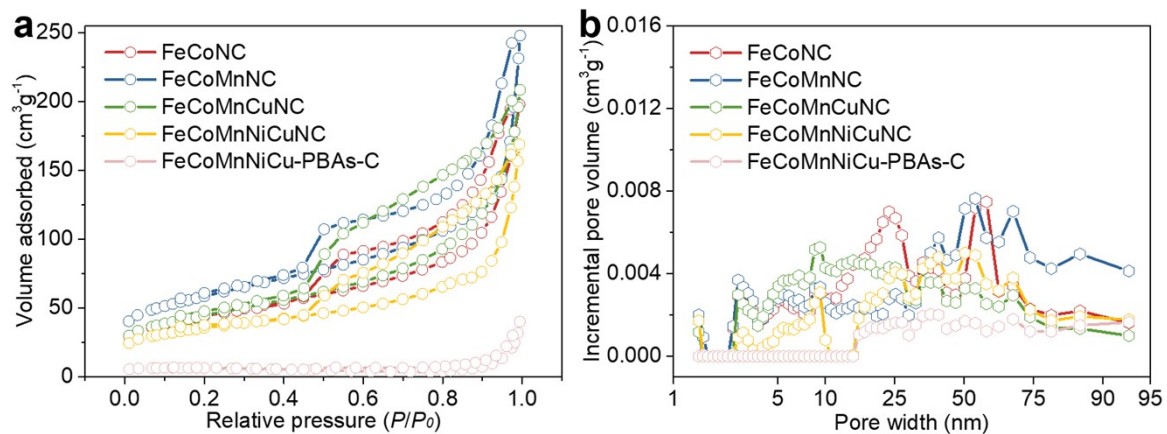 a
250
200
150
100
50
0
Volume adsorbed (cm³g⁻¹)
FeCoNC
FeCoMnNC
FeCoMnCuNC
FeCoMnNiCuNC
FeCoMnNiCu-PBAs-C
0.0 0.2 0.4 0.6 0.8 1.0
Relative pressure (P/P₀)
b
0.016
0.012
0.008
0.004
0.000
Incremental pore volume (cm³g⁻¹)
FeCoNC
FeCoMnNC
FeCoMnCuNC
FeCoMnNiCuNC
FeCoMnNiCu-PBAs-C
1 5 10 25 50 75 90 95
Pore width (nm)